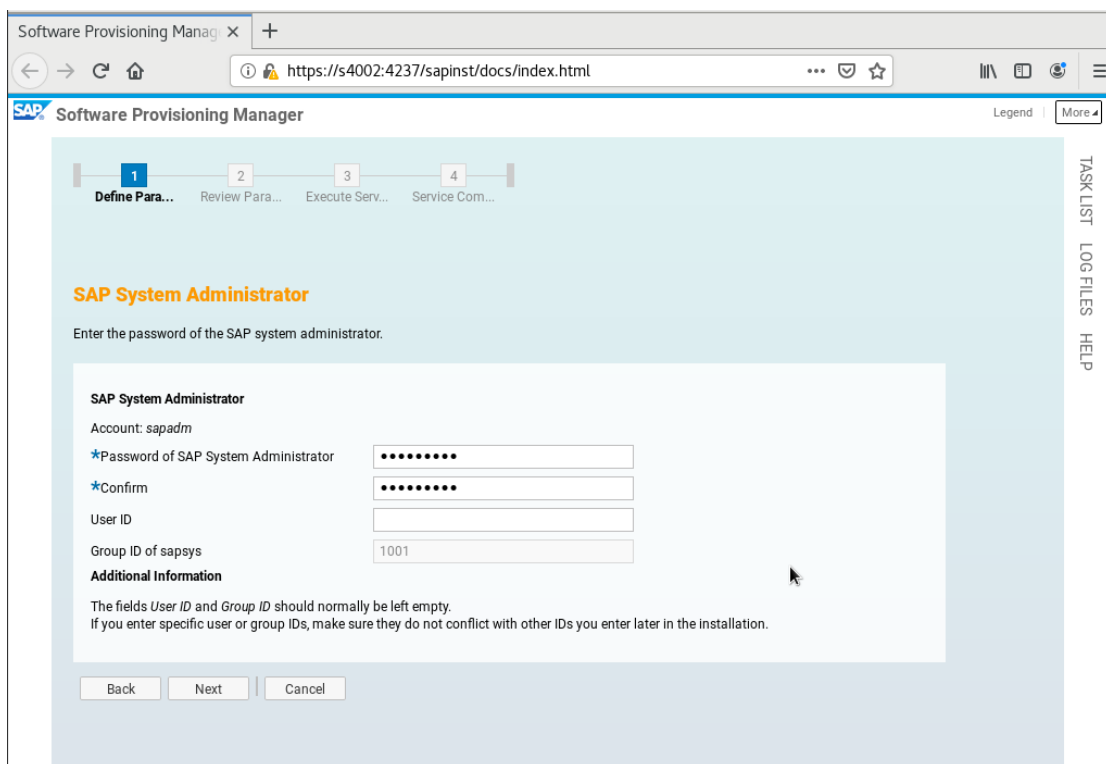 Software Provisioning Manag
https://s4002:4237/sapinst/docs/index.html
SAP Software Provisioning Manager
Legend
More
1
2
3
4
Define Para...
Review Para...
Execute Serv...
Service Com...
TASK LIST
LOG FILES
HELP
SAP System Administrator
Enter the password of the SAP system administrator.
SAP System Administrator
Account: sapadm
*Password of SAP System Administrator
*Confirm
User ID
Group ID of sapsys 1001
Additional Information
The fields User ID and Group ID should normally be left empty.
If you enter specific user or group IDs, make sure they do not conflict with other IDs you enter later in the installation.
Back
Next
Cancel